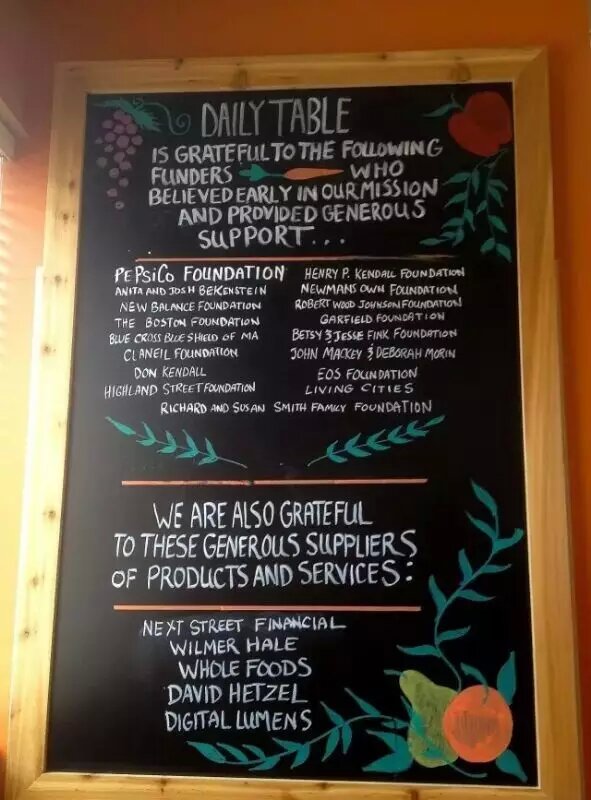 DAILY TABLE
IS GRATEFUL TO THE FOLLOWING
FUNDERS WHO
BELIEVED EARLY IN OUR MISSION
AND PROVIDED GENEROUS
SUPPORT...
PEPSICO FOUNDATION
ANITA AND JOSH BEKENSTEIN
NEW BALANCE FOUNDATION
THE BOSTON FOUNDATION
BLUE CROSS BLUE SHIELD OF MA
CLANEIL FOUNDATION
DON KENDALL
HIGHLAND STREET FOUNDATION
HENRY P. KENDALL FOUNDATION
NEWMANS OWN FOUNDATION
ROBERT WOOD JOHNSON FOUNDATION
GARFIELD FOUNDATION
BETSY & JESSE FINK FOUNDATION
JOHN MACKEY & DEBORAH MORIN
EOS FOUNDATION
LIVING CITIES
RICHARD AND SUSAN SMITH FAMILY FOUNDATION
WE ARE ALSO GRATEFUL
TO THESE GENEROUS SUPPLIERS
OF PRODUCTS AND SERVICES:
NEXT STREET FINANCIAL
WILMER HALE
WHOLE FOODS
DAVID HETZEL
DIGITAL LUMENS